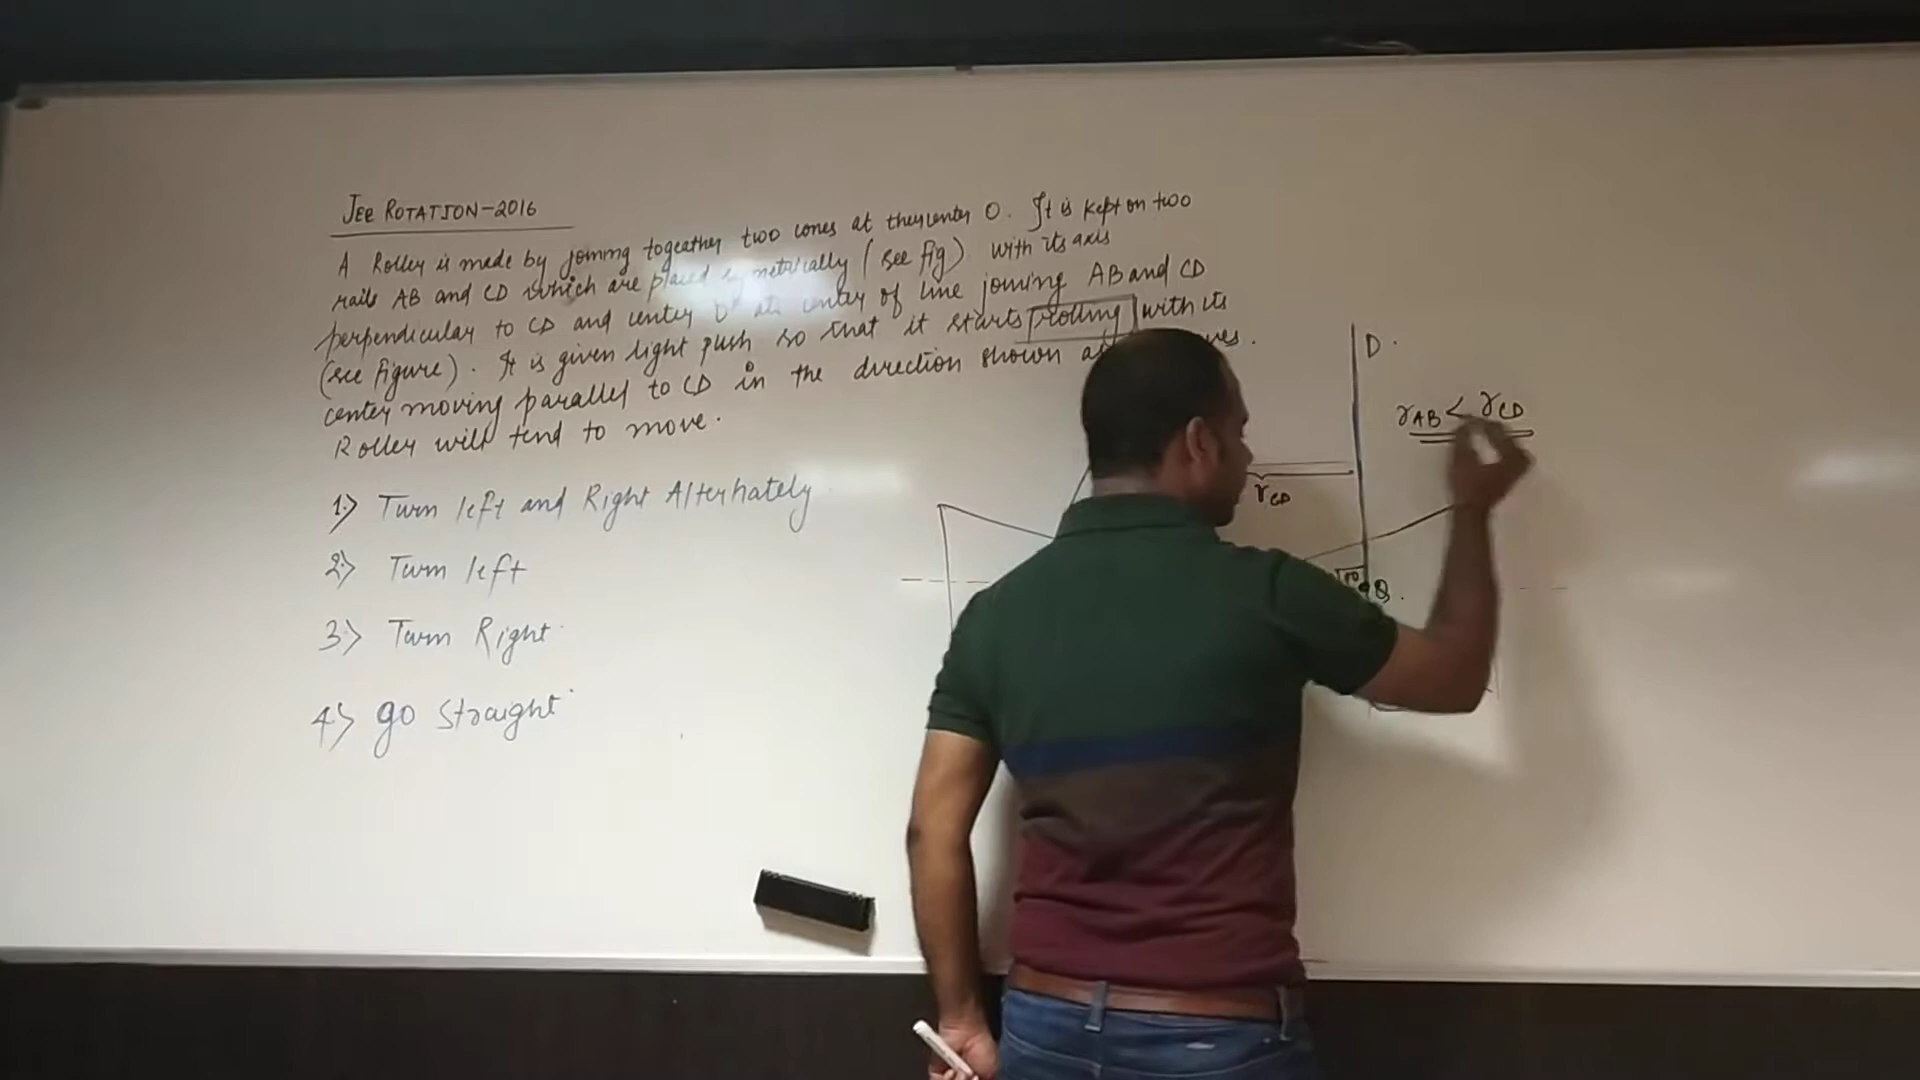 JEE ROTATION-2016
A Roller is made by joining togeather two cones at their center O. It is kept on two
rails AB and CD which are placed (see fig) with its axis
perpendicular to CD and center of line joining AB and CD
(see figure). It is given light push so that it starts rolling with its
center moving parallel to CD in the direction shown
Roller will tend to move.
1) Turn left and Right Alternately
2) Turn left
3) Turn Right
4) go straight
D.
rAB < rCD
rCD
90
Q.